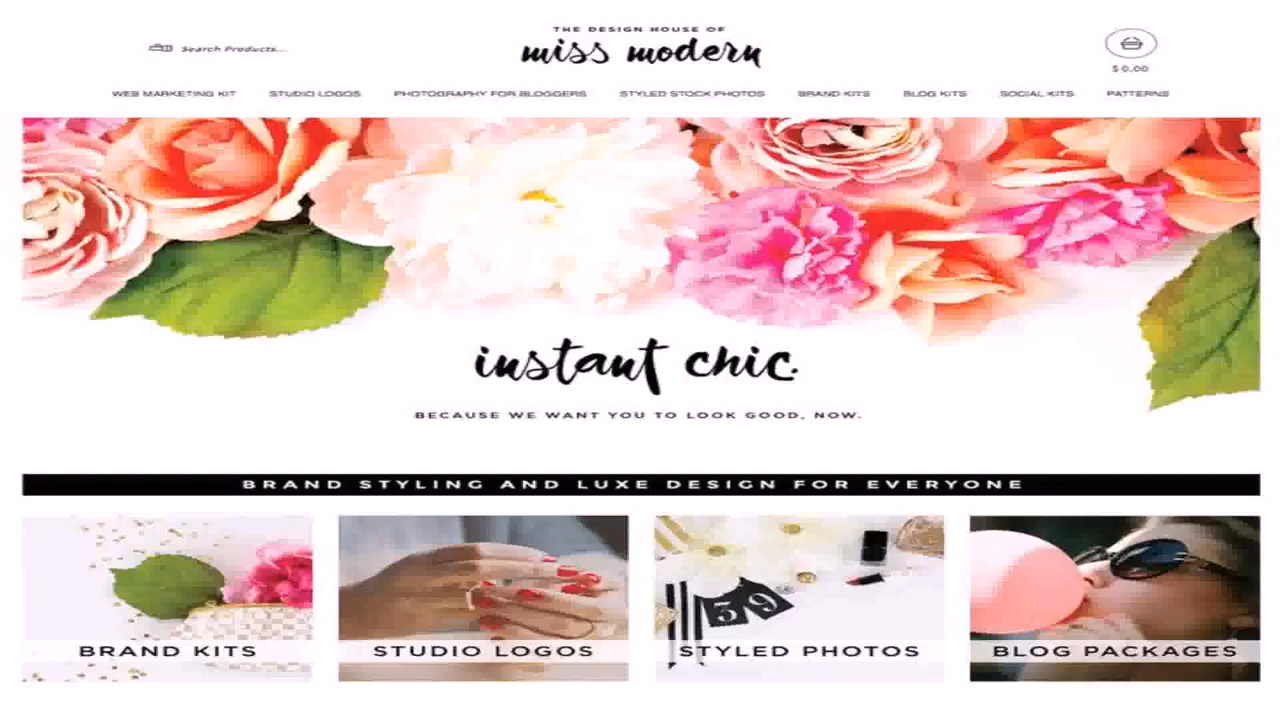 THE DESIGN HOUSE OF
miss modern
Search Products...
$ 0.00
WEB MARKETING KIT STUDIO LOGOS PHOTOGRAPHY FOR BLOGGERS STYLED STOCK PHOTOS BRAND KITS BLOG KITS SOCIAL KITS PATTERNS
instant chic.
BECAUSE WE WANT YOU TO LOOK GOOD, NOW.
BRAND STYLING AND LUXE DESIGN FOR EVERYONE
39
BRAND KITS STUDIO LOGOS STYLED PHOTOS BLOG PACKAGES